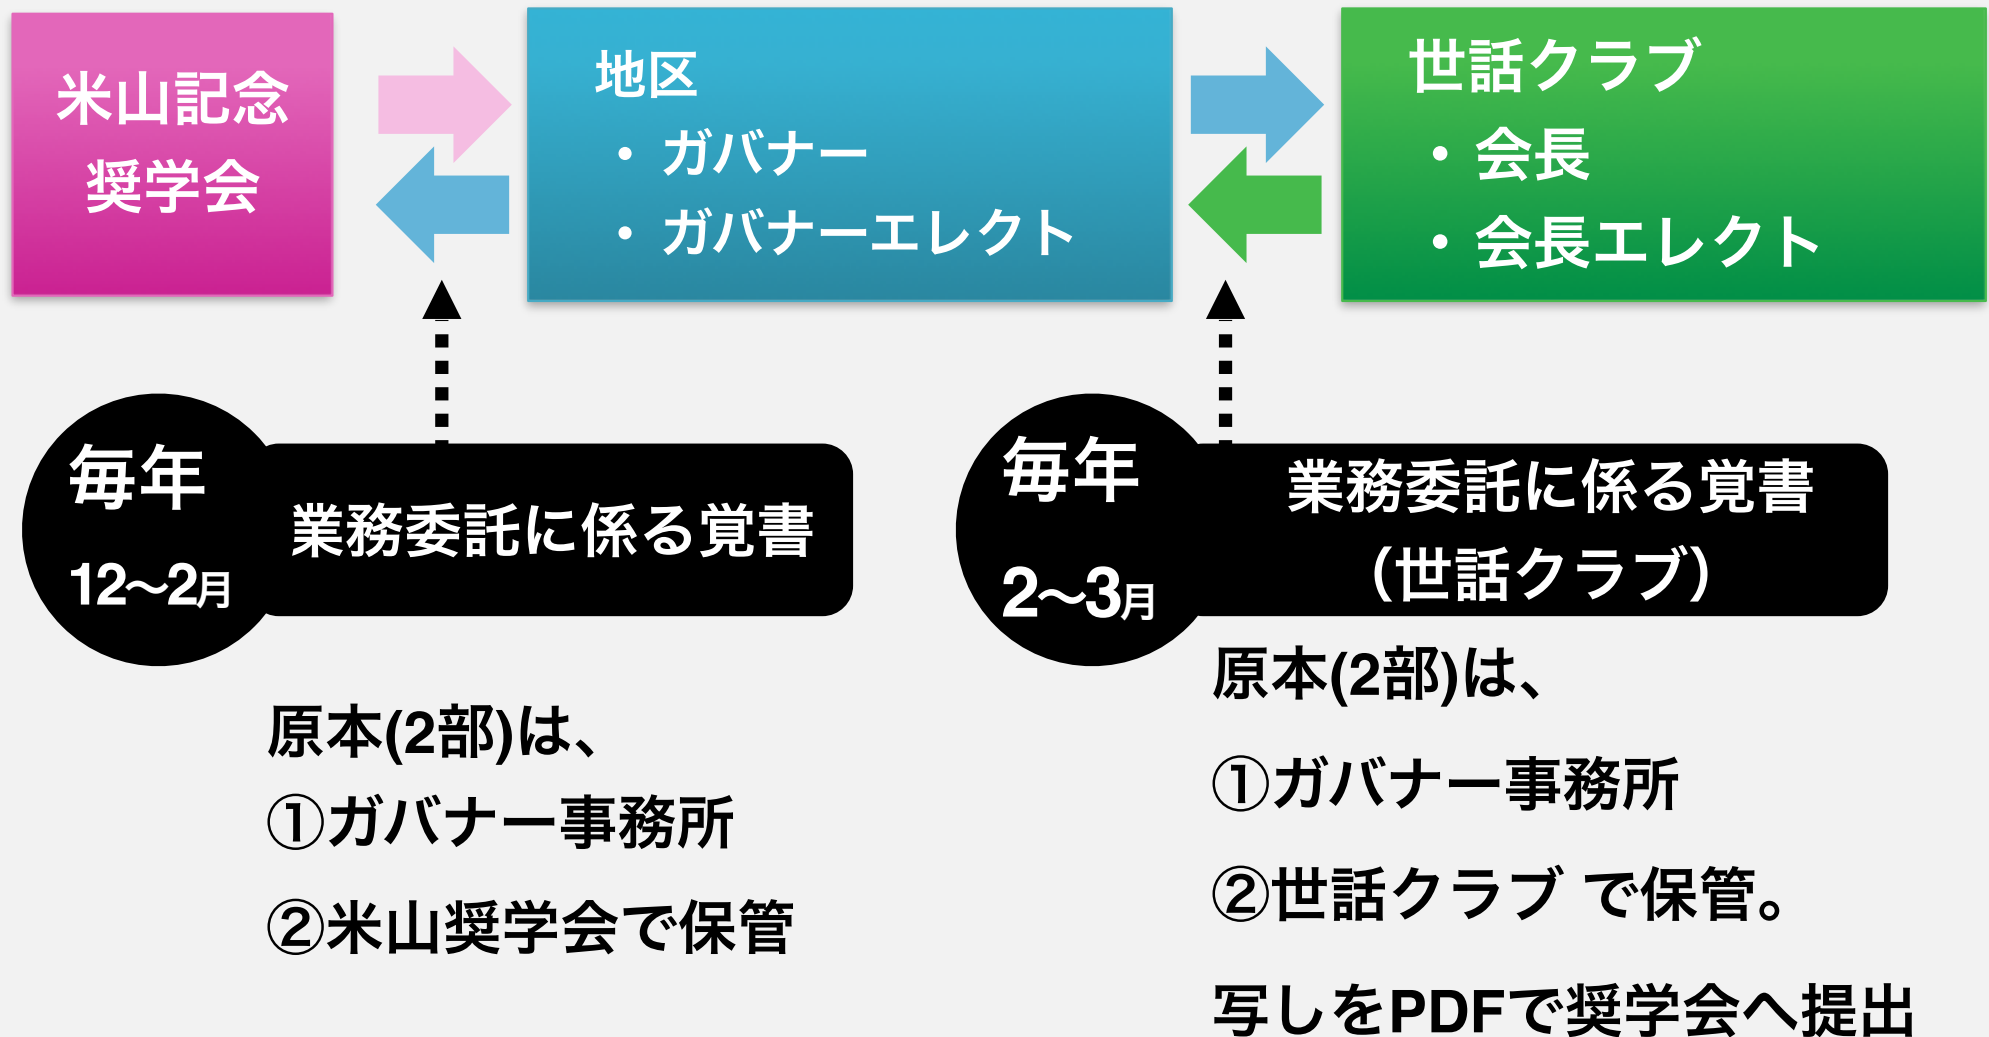 米山記念
奨学会
地区
• ガバナー
• ガバナーエレクト
世話クラブ
• 会長
• 会長エレクト
毎年
12〜2月
業務委託に係る覚書
原本(2部)は、
①ガバナー事務所
②米山奨学会で保管
毎年
2〜3月
業務委託に係る覚書
（世話クラブ）
原本(2部)は、
①ガバナー事務所
②世話クラブ で保管。
写しをPDFで奨学会へ提出